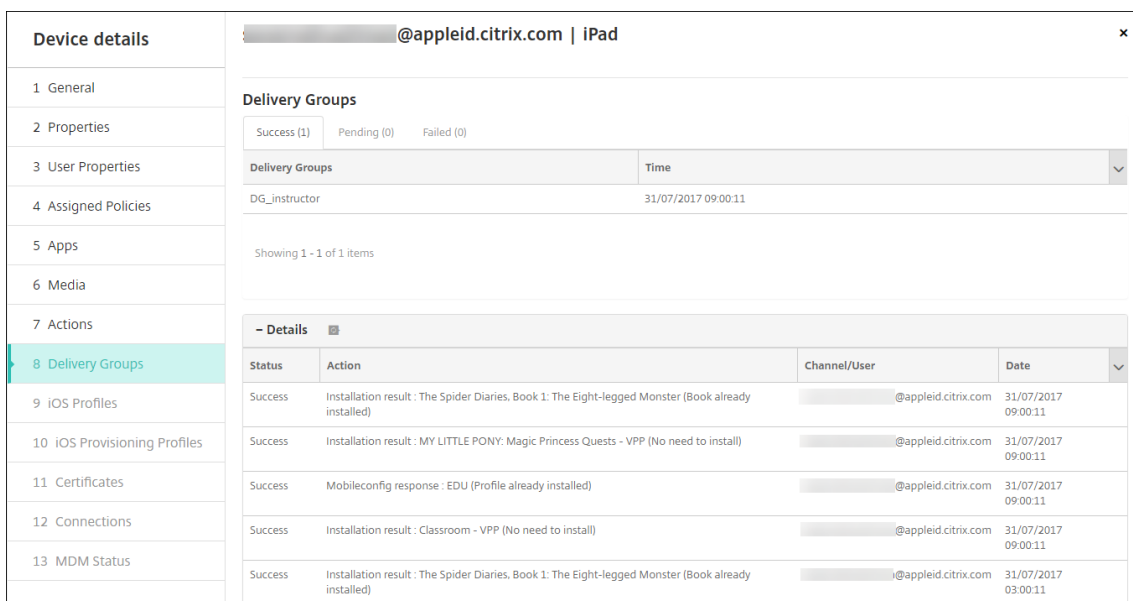 Device details
@appleid.citrix.com | iPad
×
1 General
2 Properties
3 User Properties
4 Assigned Policies
5 Apps
6 Media
7 Actions
8 Delivery Groups
9 iOS Profiles
10 iOS Provisioning Profiles
11 Certificates
12 Connections
13 MDM Status
Delivery Groups
Success (1) Pending (0) Failed (0)
Delivery Groups Time
DG_instructor 31/07/2017 09:00:11
Showing 1 - 1 of 1 items
− Details
Status Action Channel/User Date
Success Installation result : The Spider Diaries, Book 1: The Eight-legged Monster (Book already @appleid.citrix.com 31/07/2017
installed) 09:00:11
Success Installation result : MY LITTLE PONY: Magic Princess Quests - VPP (No need to install) @appleid.citrix.com 31/07/2017
09:00:11
Success Mobileconfig response : EDU (Profile already installed) @appleid.citrix.com 31/07/2017
09:00:11
Success Installation result : Classroom - VPP (No need to install) @appleid.citrix.com 31/07/2017
09:00:11
Success Installation result : The Spider Diaries, Book 1: The Eight-legged Monster (Book already @appleid.citrix.com 31/07/2017
installed) 03:00:11